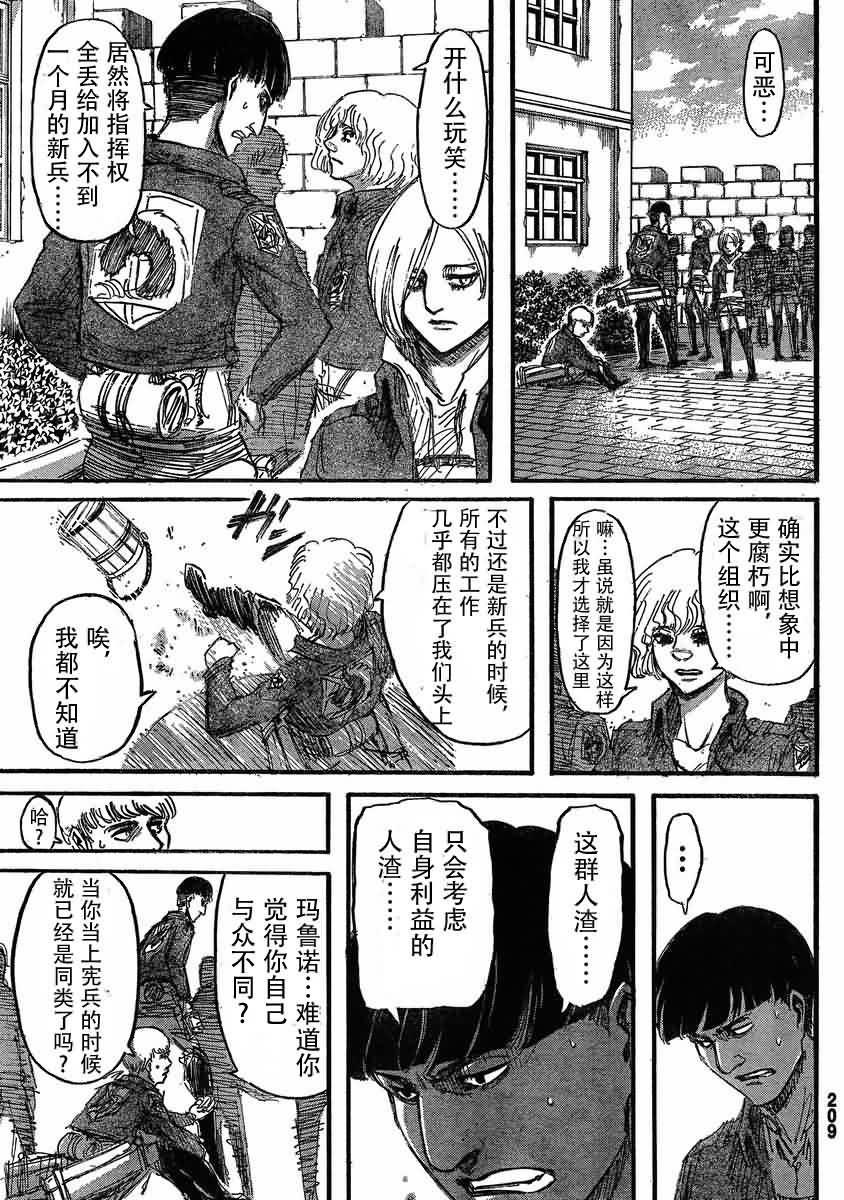 可恶…
开什么玩笑……
居然将指挥权
全丢给加入不到
一个月的新兵……
确实比想象中
更腐朽啊,
这个组织……
嘛…虽说就是因为这样
所以我才选择了这里
不过还是新兵的时候,
所有的工作
几乎都压在了我们头上
唉,
我都不知道
…
这群人渣……
只会考虑
自身利益的
人渣……
哈?
玛鲁诺…难道你
觉得你自己
与众不同?
当你当上宪兵的时候
就已经是同类了吗?
209